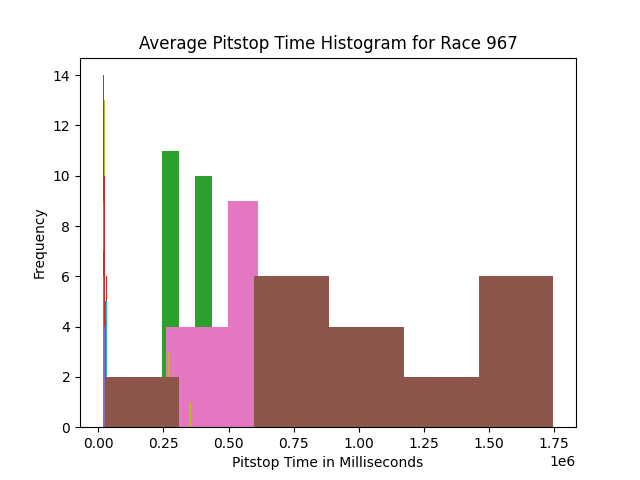 Average Pitstop Time Histogram for Race 967
14
12
10
8
6
4
2
0
Frequency
0.00 0.25 0.50 0.75 1.00 1.25 1.50 1.75
1e6
Pitstop Time in Milliseconds